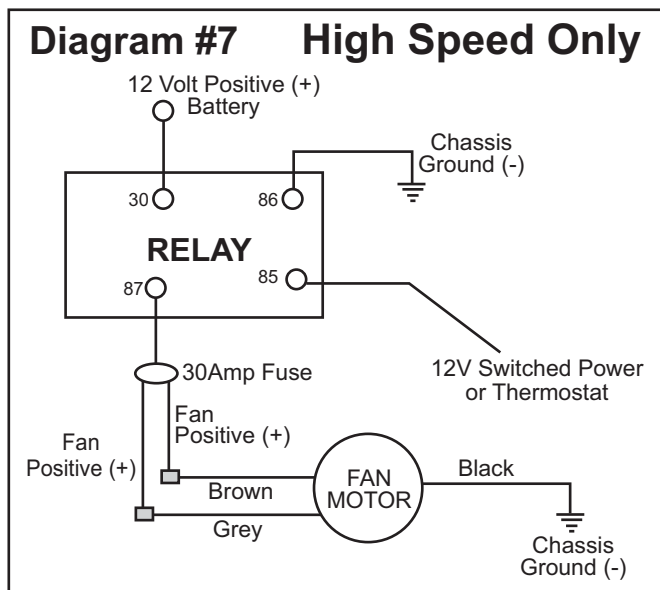 Diagram #7 High Speed Only
12 Volt Positive (+)
Battery
Chassis
Ground (-)
30
86
RELAY
87
85
30Amp Fuse
12V Switched Power
or Thermostat
Fan
Positive (+)
Fan
Positive (+)
Brown
Grey
FAN
MOTOR
Black
Chassis
Ground (-)